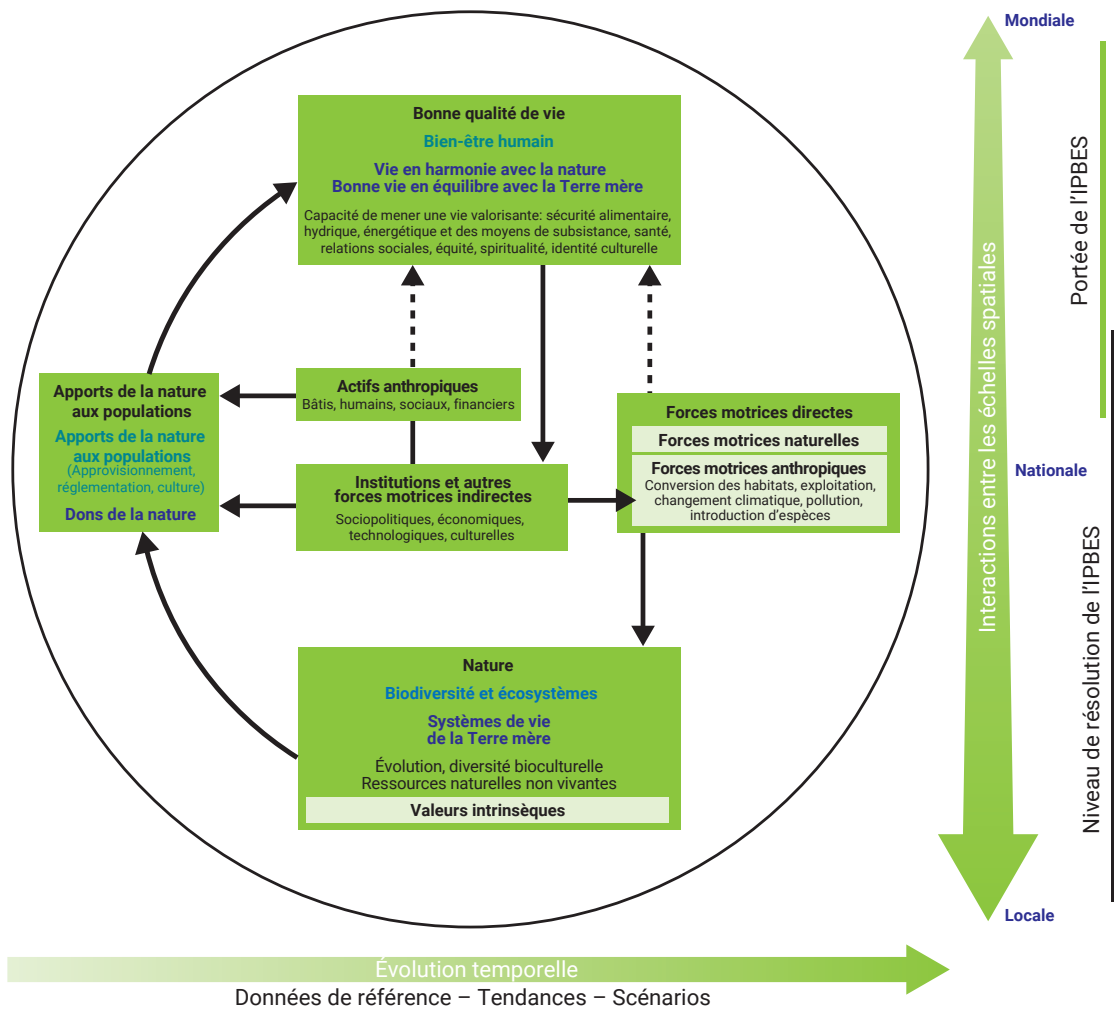 Mondiale
Bonne qualité de vie
Bien-être humain
Vie en harmonie avec la nature
Bonne vie en équilibre avec la Terre mère
Capacité de mener une vie valorisante: sécurité alimentaire,
hydrique, énergétique et des moyens de subsistance, santé,
relations sociales, équité, spiritualité, identité culturelle
Apports de la nature
aux populations
Apports de la nature
aux populations
(Approvisionnement,
réglementation, culture)
Dons de la nature
Actifs anthropiques
Bâtis, humains, sociaux, financiers
Institutions et autres
forces motrices indirectes
Sociopolitiques, économiques,
technologiques, culturelles
Forces motrices directes
Forces motrices naturelles
Forces motrices anthropiques
Conversion des habitats, exploitation,
changement climatique, pollution,
introduction d’espèces
Nature
Biodiversité et écosystèmes
Systèmes de vie
de la Terre mère
Évolution, diversité bioculturelle
Ressources naturelles non vivantes
Valeurs intrinsèques
Interactions entre les échelles spatiales
Nationale
Locale
Portée de l’IPBES
Niveau de résolution de l’IPBES
Évolution temporelle
Données de référence – Tendances – Scénarios